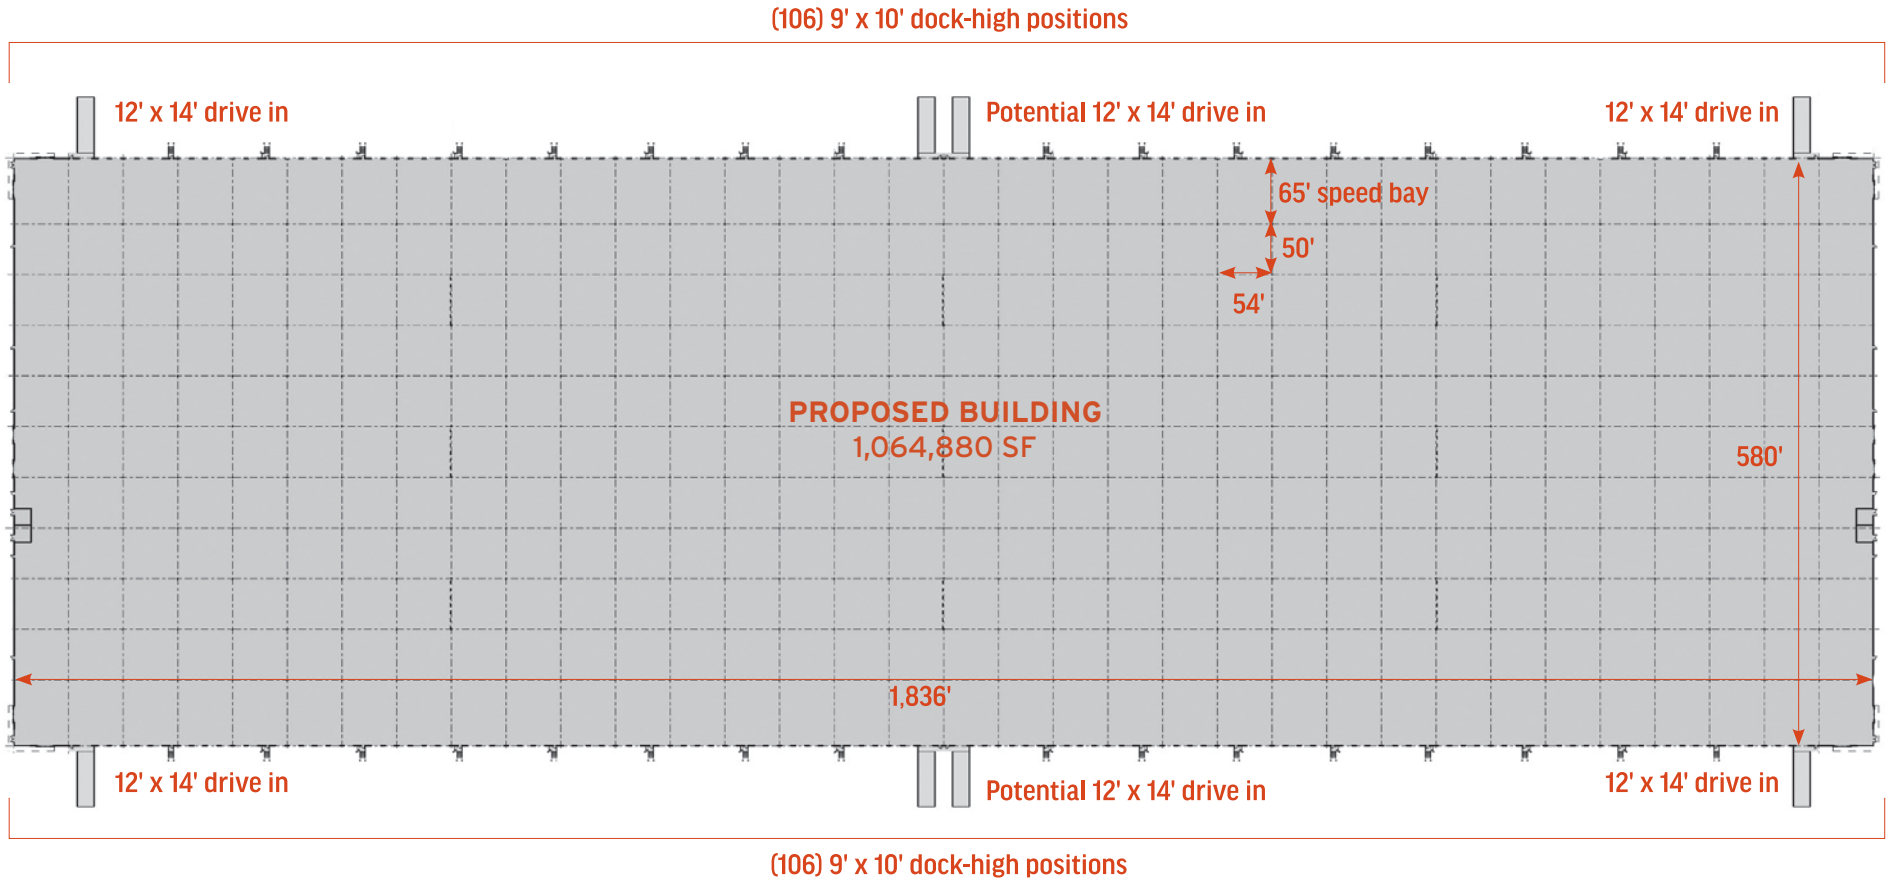 (106) 9' x 10' dock-high positions
12' x 14' drive in
Potential 12' x 14' drive in
12' x 14' drive in
65' speed bay
50'
54'
PROPOSED BUILDING
1,064,880 SF
580'
1,836'
12' x 14' drive in
Potential 12' x 14' drive in
12' x 14' drive in
(106) 9' x 10' dock-high positions